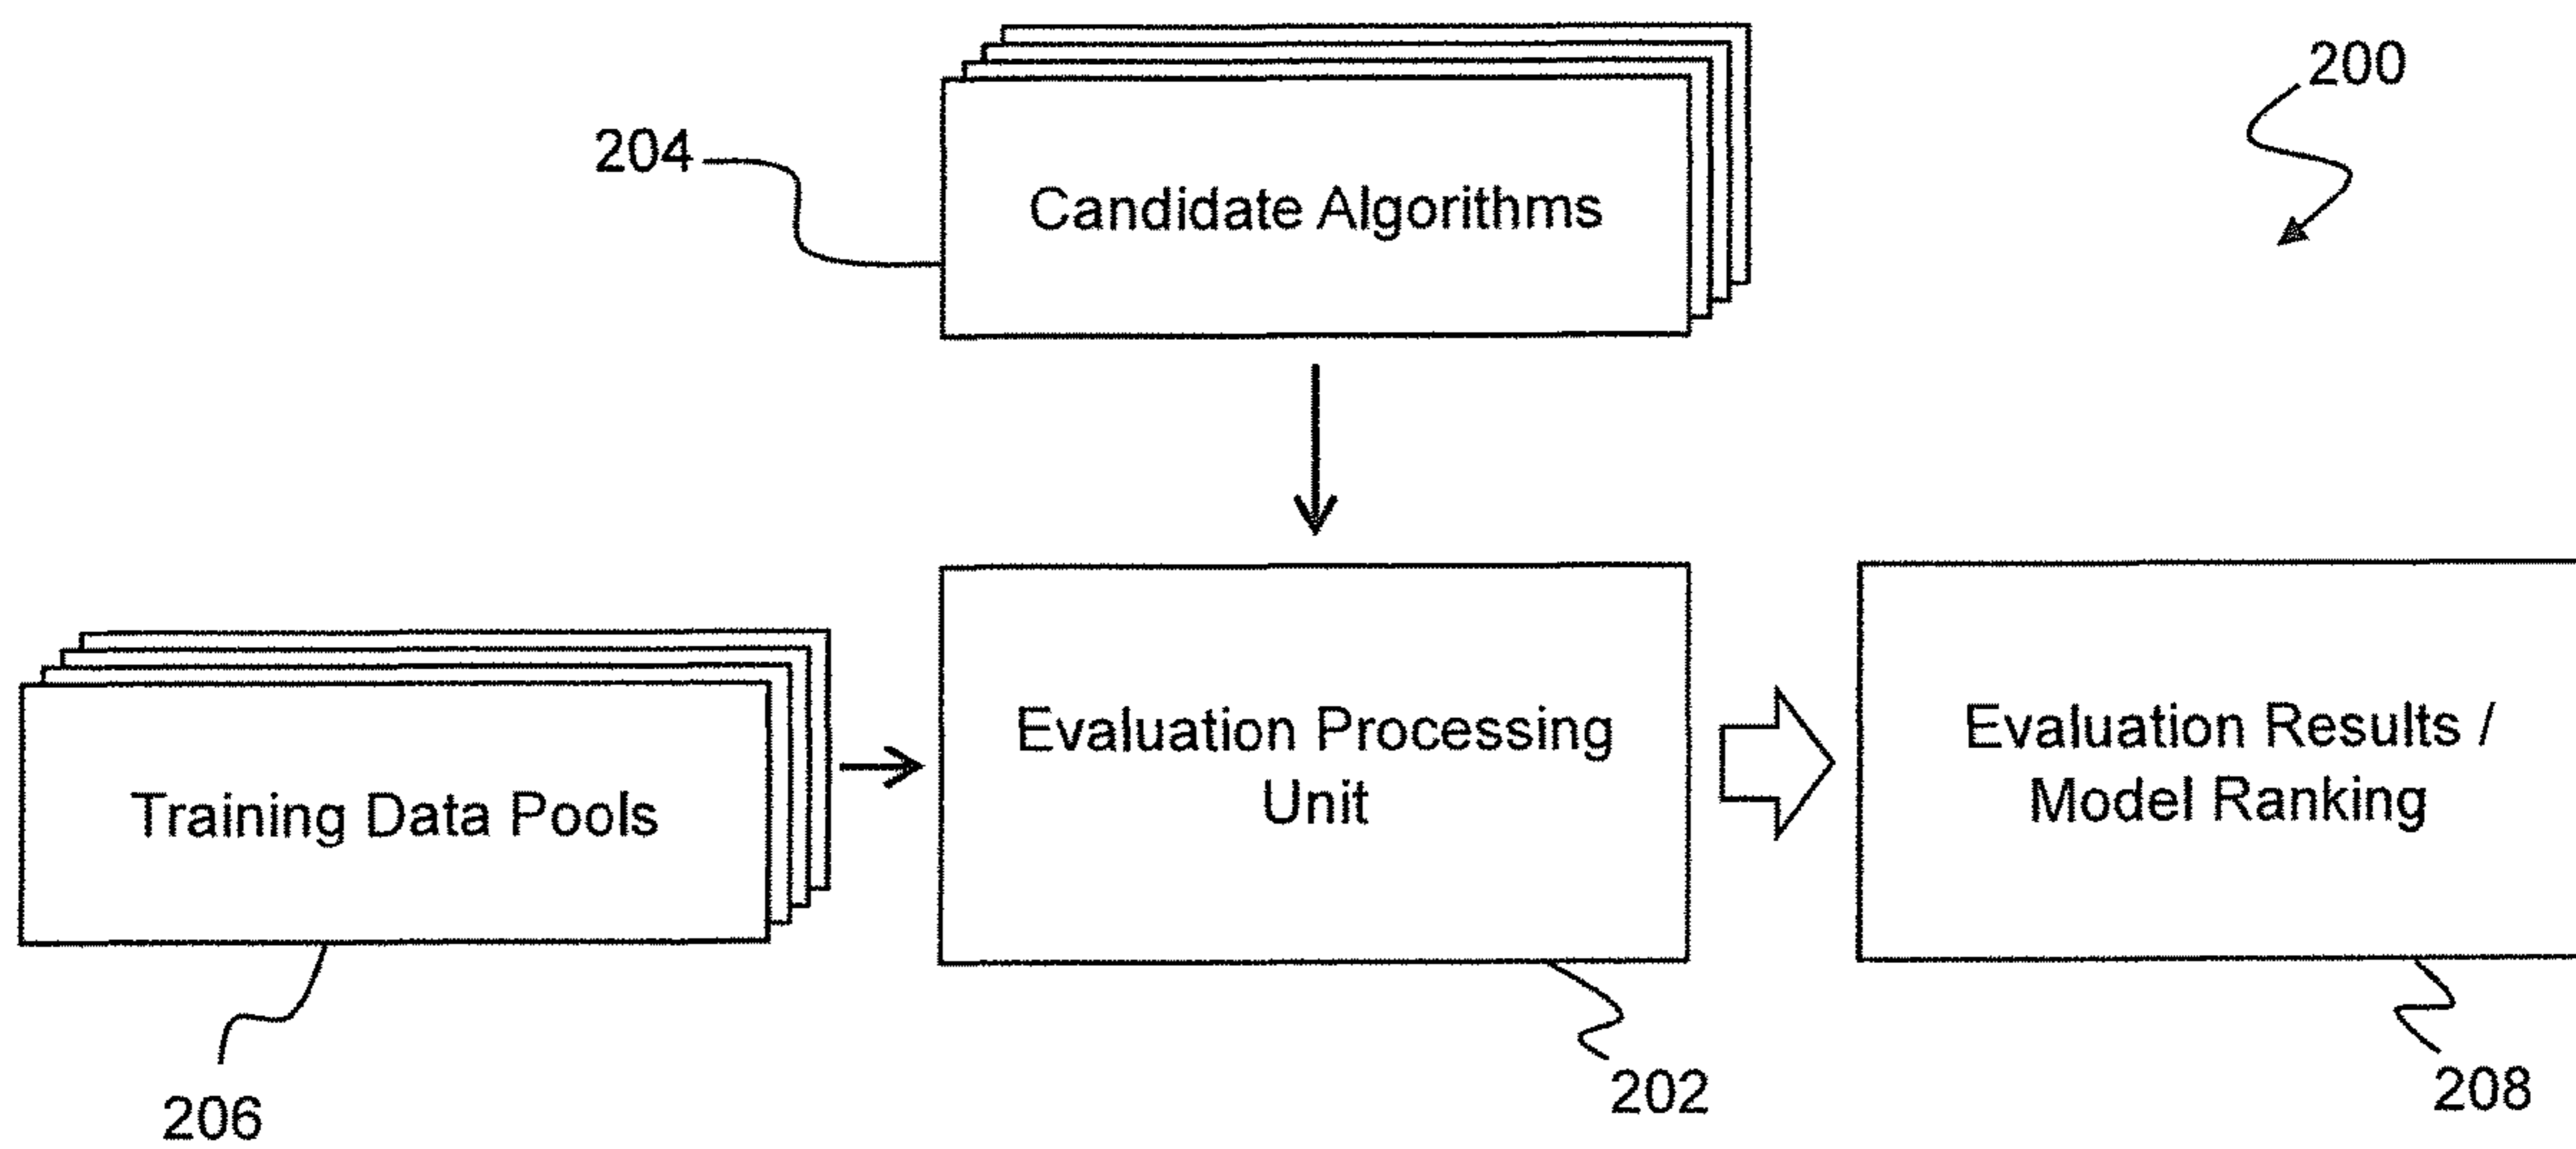 200
204
Candidate Algorithms
Evaluation Processing
Unit
Evaluation Results /
Model Ranking
Training Data Pools
206
202
208